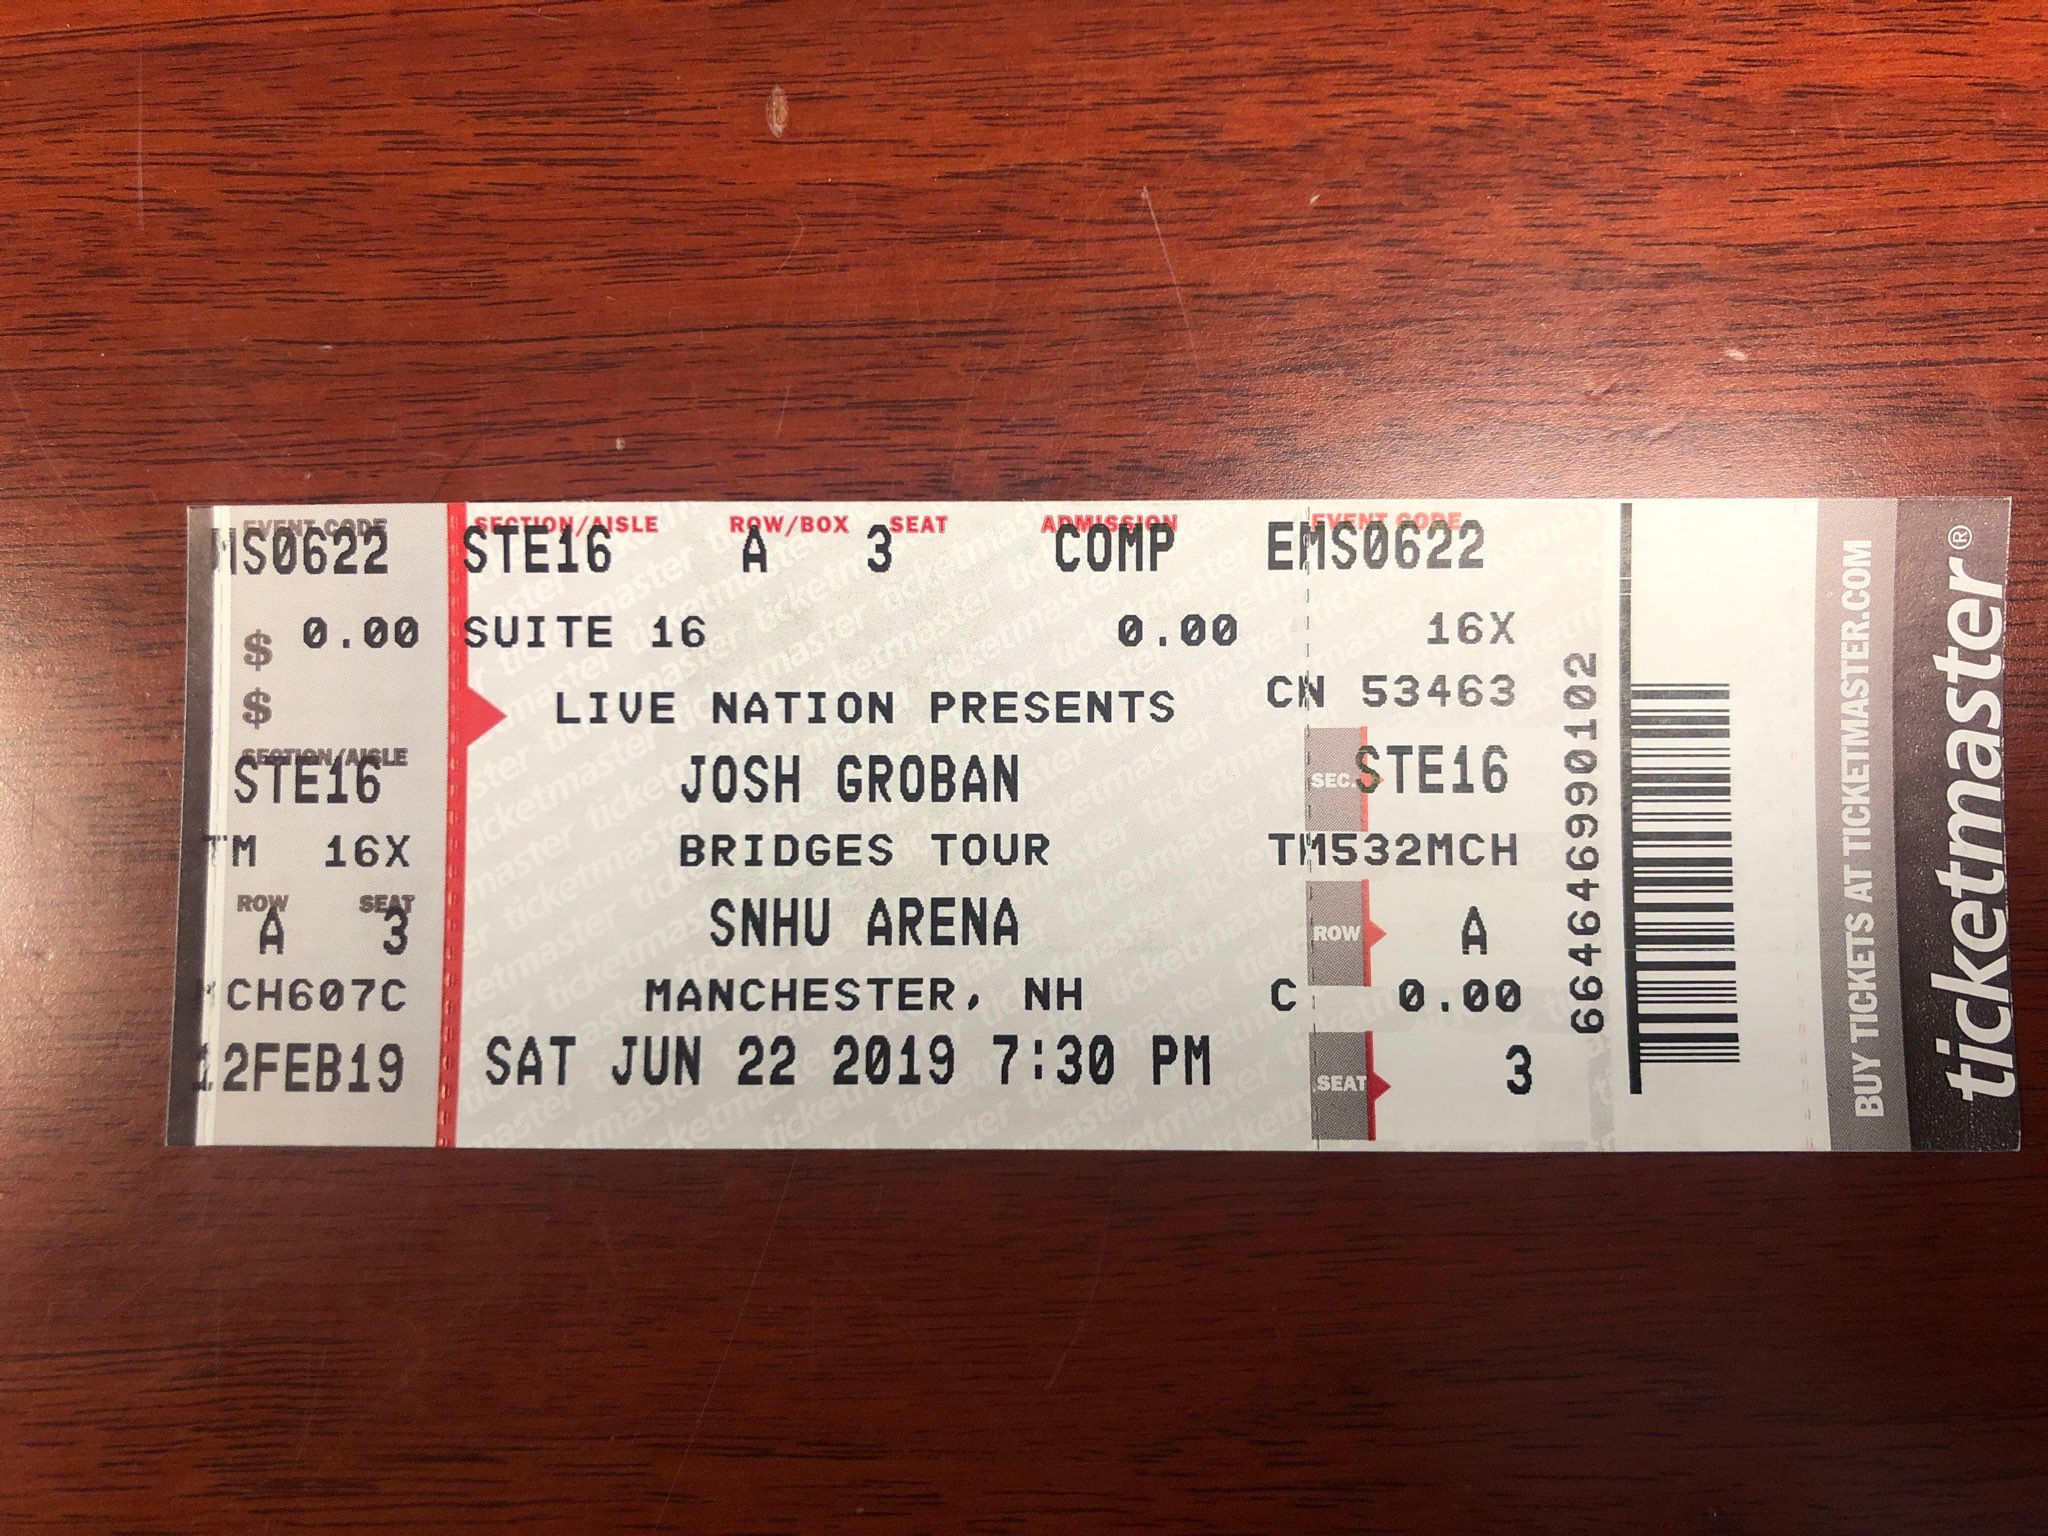 EVENT CODE
MS0622
$ 0.00
$
SECTION/AISLE
STE16
TM 16X
ROW SEAT
A 3
CH607C
12FEB19
SECTION/AISLE ROW/BOX SEAT ADMISSION EVENT CODE
STE16 A 3 COMP EMS0622
SUITE 16 0.00 16X
LIVE NATION PRESENTS CN 53463
JOSH GROBAN SEC. STE16
BRIDGES TOUR TM532MCH
SNHU ARENA ROW A
MANCHESTER, NH C 0.00
SAT JUN 22 2019 7:30 PM SEAT 3
664646990102
BUY TICKETS AT TICKETMASTER.COM
ticketmaster®